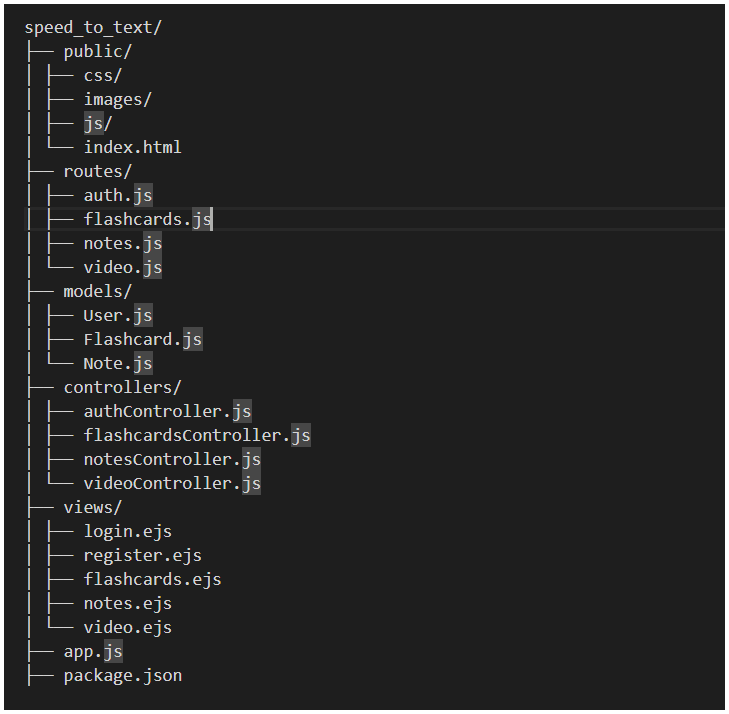 speed_to_text/
├── public/
│ ├── css/
│ ├── images/
│ ├── js/
│ └── index.html
├── routes/
│ ├── auth.js
│ ├── flashcards.js
│ ├── notes.js
│ └── video.js
├── models/
│ ├── User.js
│ ├── Flashcard.js
│ └── Note.js
├── controllers/
│ ├── authController.js
│ ├── flashcardsController.js
│ ├── notesController.js
│ └── videoController.js
├── views/
│ ├── login.ejs
│ ├── register.ejs
│ ├── flashcards.ejs
│ ├── notes.ejs
│ └── video.ejs
├── app.js
├── package.json